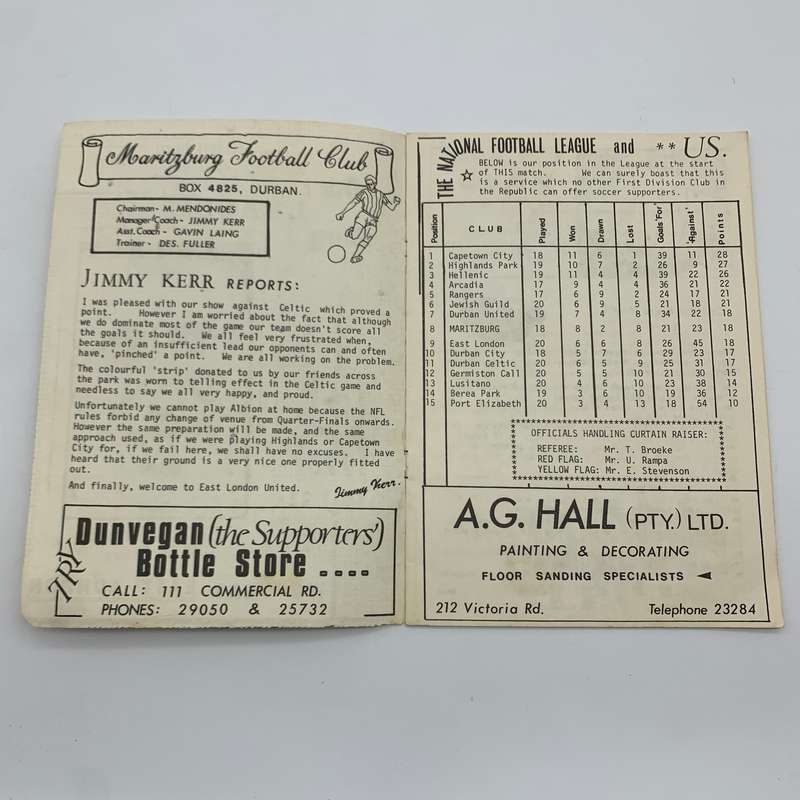 Maritzburg Football Club
BOX 4825, DURBAN.
Chairman - M. MENDONIDES
Manager/Coach - JIMMY KERR
Asst. Coach - GAVIN LAING
Trainer - DES. FULLER
JIMMY KERR REPORTS:
I was pleased with our show against Celtic which proved a
point. However I am worried about the fact that although
we do dominate most of the game our team doesn't score all
the goals it should. We all feel very frustrated when,
because of an insufficient lead our opponents can and often
have, 'pinched' a point. We are all working on the problem.
The colourful 'strip' donated to us by our friends across
the park was worn to telling effect in the Celtic game and
needless to say we all very happy, and proud.
Unfortunately we cannot play Albion at home because the NFL
rules forbid any change of venue from Quarter-Finals onwards.
However the same preparation will be made, and the same
approach used, as if we were playing Highlands or Capetown
City for, if we fail here, we shall have no excuses. I have
heard that their ground is a very nice one properly fitted
out.
And finally, welcome to East London United.
Jimmy Kerr.
TRY
Dunvegan (the Supporters')
Bottle Store ....
CALL: 111 COMMERCIAL RD.
PHONES: 29050 & 25732
THE NATIONAL FOOTBALL LEAGUE and ** US.
BELOW is our position in the League at the start
of THIS match. We can surely boast that this
is a service which no other First Division Club in
the Republic can offer soccer supporters.
Position CLUB Played Won Drawn Lost Goals 'For' 'Against' Points
1 Capetown City 18 11 6 1 39 11 28
2 Highlands Park 19 10 7 2 26 9 27
3 Hellenic 19 11 4 4 39 22 26
4 Arcadia 17 9 4 4 36 21 22
5 Rangers 17 6 9 2 24 17 21
6 Jewish Guild 20 6 9 5 21 18 21
7 Durban United 19 7 4 8 34 22 18
8 MARITZBURG 18 8 2 8 21 23 18
9 East London 20 6 6 8 26 45 18
10 Durban City 18 5 7 6 29 23 17
11 Durban Celtic 20 6 5 9 25 31 17
12 Germiston Call 20 5 5 10 21 30 15
13 Lusitano 20 4 6 10 23 38 14
14 Berea Park 19 3 6 10 19 36 12
15 Port Elizabeth 20 3 4 13 18 54 10
OFFICIALS HANDLING CURTAIN RAISER:
REFEREE: Mr. T. Broeke
RED FLAG: Mr. U. Rampa
YELLOW FLAG: Mr. E. Stevenson
A.G. HALL (PTY.) LTD.
PAINTING & DECORATING
FLOOR SANDING SPECIALISTS
212 Victoria Rd. Telephone 23284